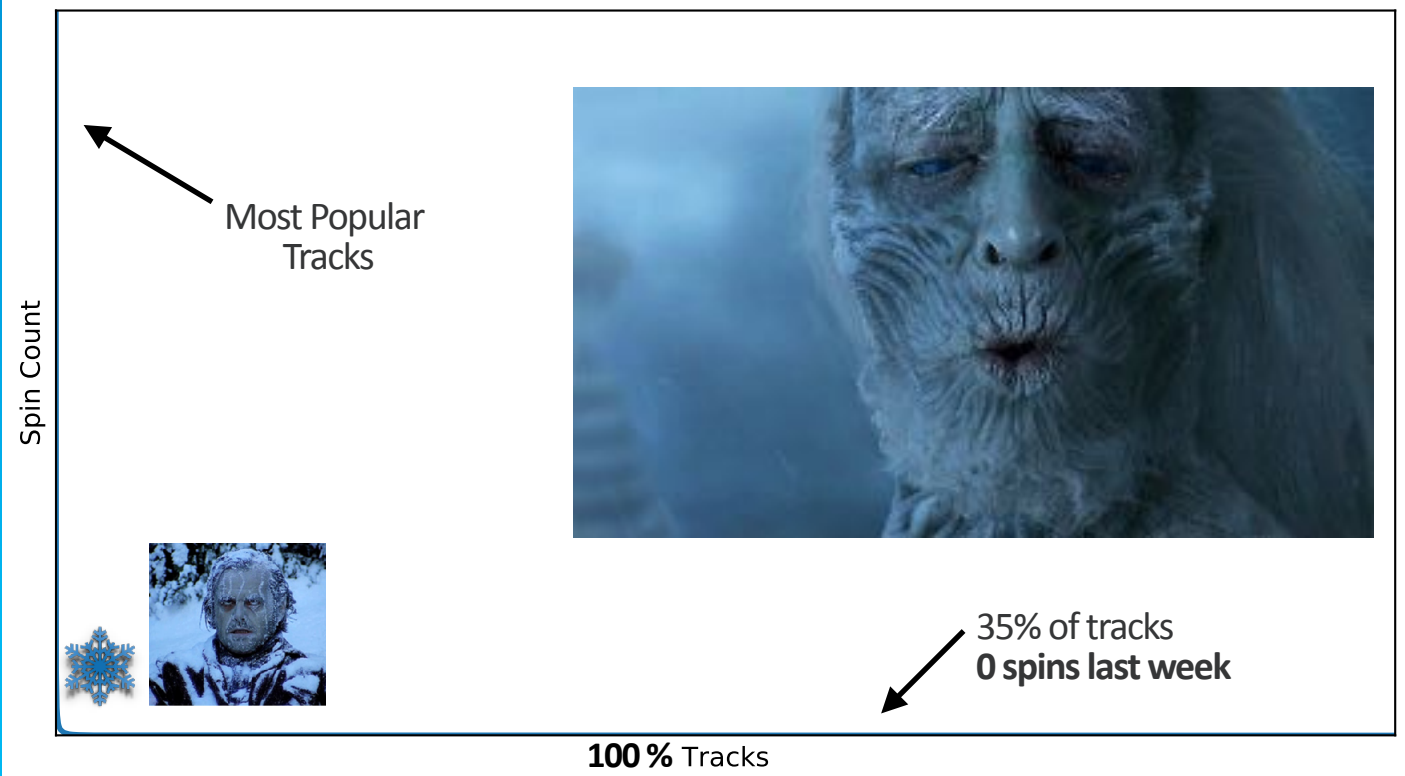 Most Popular
Tracks
Spin Count
35% of tracks
0 spins last week
100 % Tracks